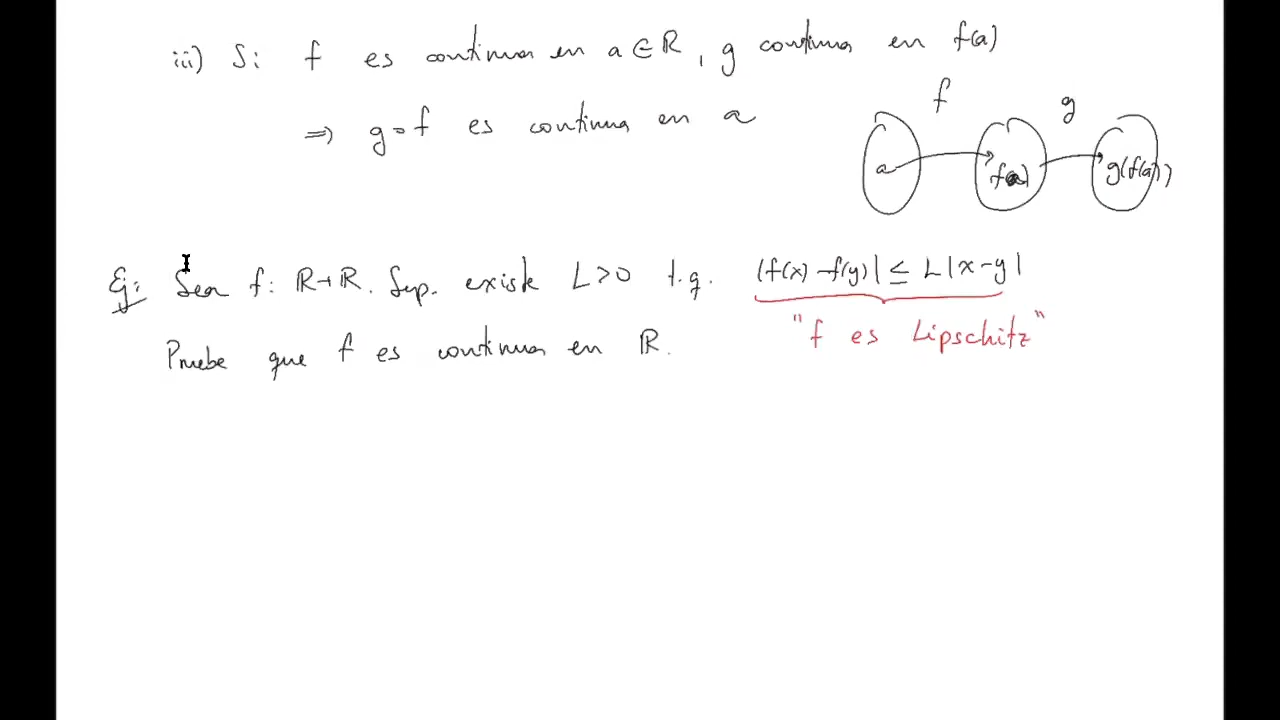 iii) Si f es continua en a ∈ ℝ, g continua en f(a)
⇒ g∘f es continua en a
f g
a f(a) g(f(a))
Ej: Sea f: ℝ→ℝ. Sup. existe L>0 t.q. |f(x)-f(y)| ≤ L|x-y|
"f es Lipschitz"
Pruebe que f es continua en ℝ.